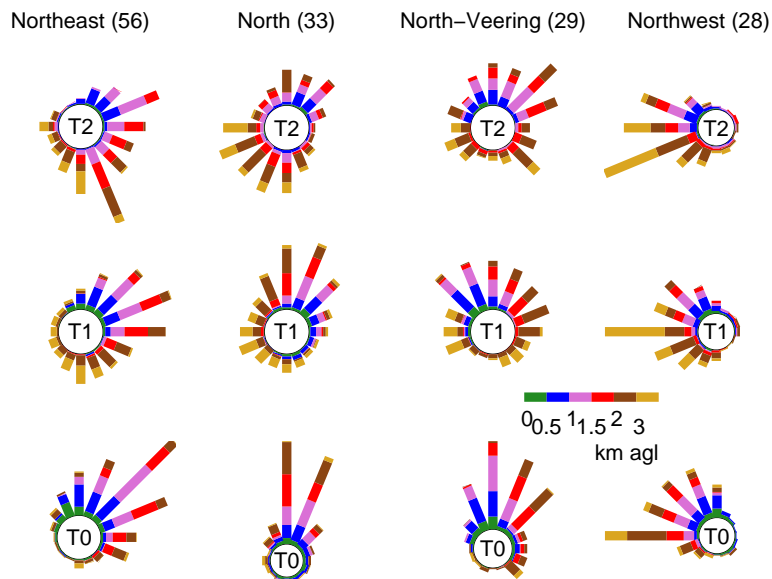 Northeast (56) North (33) North−Veering (29) Northwest (28)
T2 T2 T2 T2
T1 T1 T1 T1
0 0.5 1 1.5 2 3
km agl
T0 T0 T0 T0